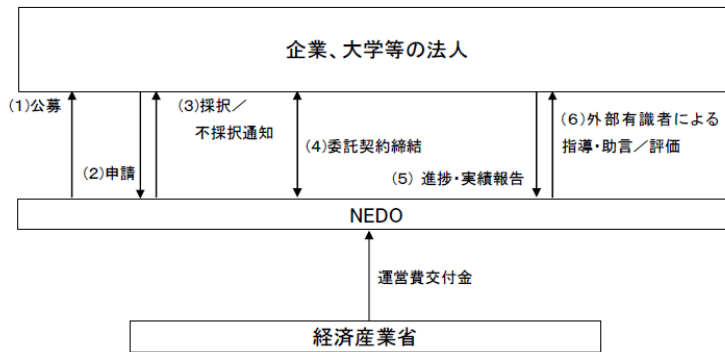 企業、大学等の法人
(1)公募
(2)申請
(3)採択／
不採択通知
(4)委託契約締結
(5) 進捗・実績報告
(6)外部有識者による
指導・助言／評価
NEDO
運営費交付金
経済産業省